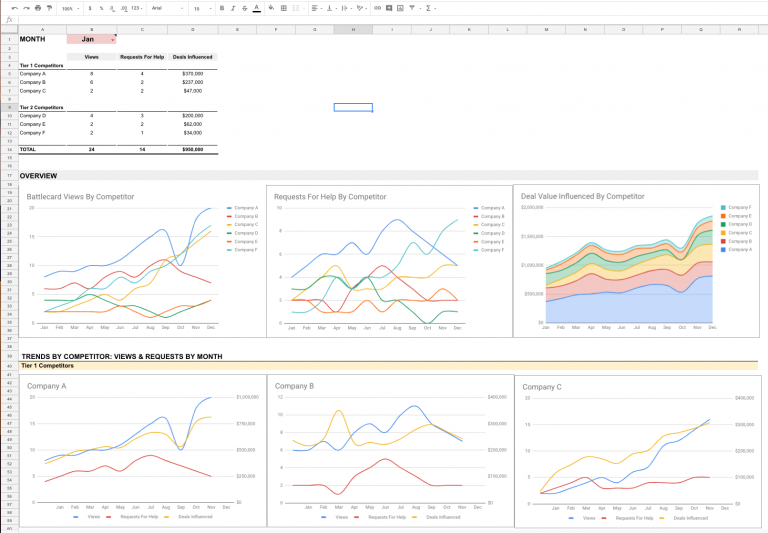 100% $ % .0 .00 123 Arial 10 B I S A
fx
A B C D E F G H I J K L M N O P Q R
MONTH Jan
Views Requests For Help Deals Influenced
Tier 1 Competitors
Company A 8 4 $370,000
Company B 6 2 $237,000
Company C 2 2 $47,000
Tier 2 Competitors
Company D 4 3 $200,000
Company E 2 2 $62,000
Company F 2 1 $34,000
TOTAL 24 14 $950,000
OVERVIEW
Battlecard Views By Competitor
20
15
10
5
0
Jan Feb Mar Apr May Jun Jul Aug Sep Oct Nov Dec
Company A
Company B
Company C
Company D
Company E
Company F
Requests For Help By Competitor
10
8
6
4
2
0
Jan Feb Mar Apr May Jun Jul Aug Sep Oct Nov Dec
Company A
Company B
Company C
Company D
Company E
Company F
Deal Value Influenced By Competitor
$2,000,000
$1,500,000
$1,000,000
$500,000
$0
Jan Feb Mar Apr May Jun Jul Aug Sep Oct Nov Dec
Company F
Company E
Company D
Company C
Company B
Company A
TRENDS BY COMPETITOR: VIEWS & REQUESTS BY MONTH
Tier 1 Competitors
Company A
20
15
10
5
0
$1,000,000
$750,000
$500,000
$250,000
$0
Jan Feb Mar Apr May Jun Jul Aug Sep Oct Nov Dec
Views Requests For Help Deals Influenced
Company B
12
10
8
6
4
2
0
$400,000
$300,000
$200,000
$100,000
$0
Jan Feb Mar Apr May Jun Jul Aug Sep Oct Nov Dec
Views Requests For Help Deals Influenced
Company C
20
15
10
5
0
$400,000
$300,000
$200,000
$100,000
$0
Jan Feb Mar Apr May Jun Jul Aug Sep Oct Nov Dec
Views Requests For Help Deals Influenced